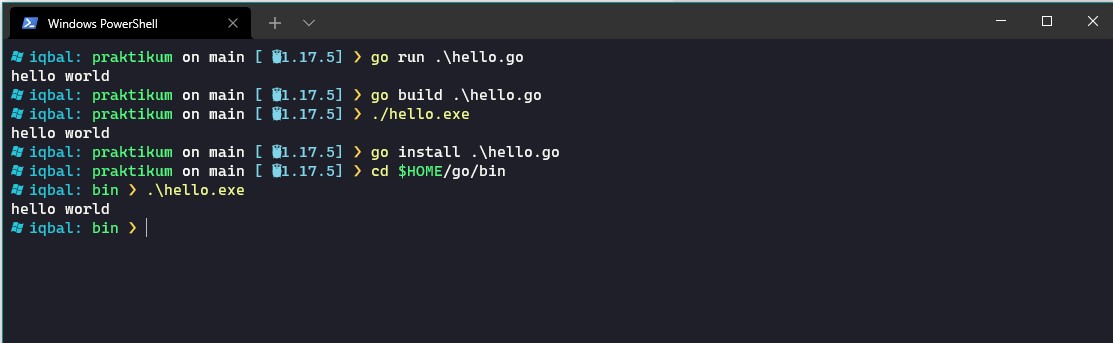 Windows PowerShell
iqbal: praktikum on main [ 1.17.5] ❯ go run .\hello.go
hello world
iqbal: praktikum on main [ 1.17.5] ❯ go build .\hello.go
iqbal: praktikum on main [ 1.17.5] ❯ ./hello.exe
hello world
iqbal: praktikum on main [ 1.17.5] ❯ go install .\hello.go
iqbal: praktikum on main [ 1.17.5] ❯ cd $HOME/go/bin
iqbal: bin ❯ .\hello.exe
hello world
iqbal: bin ❯